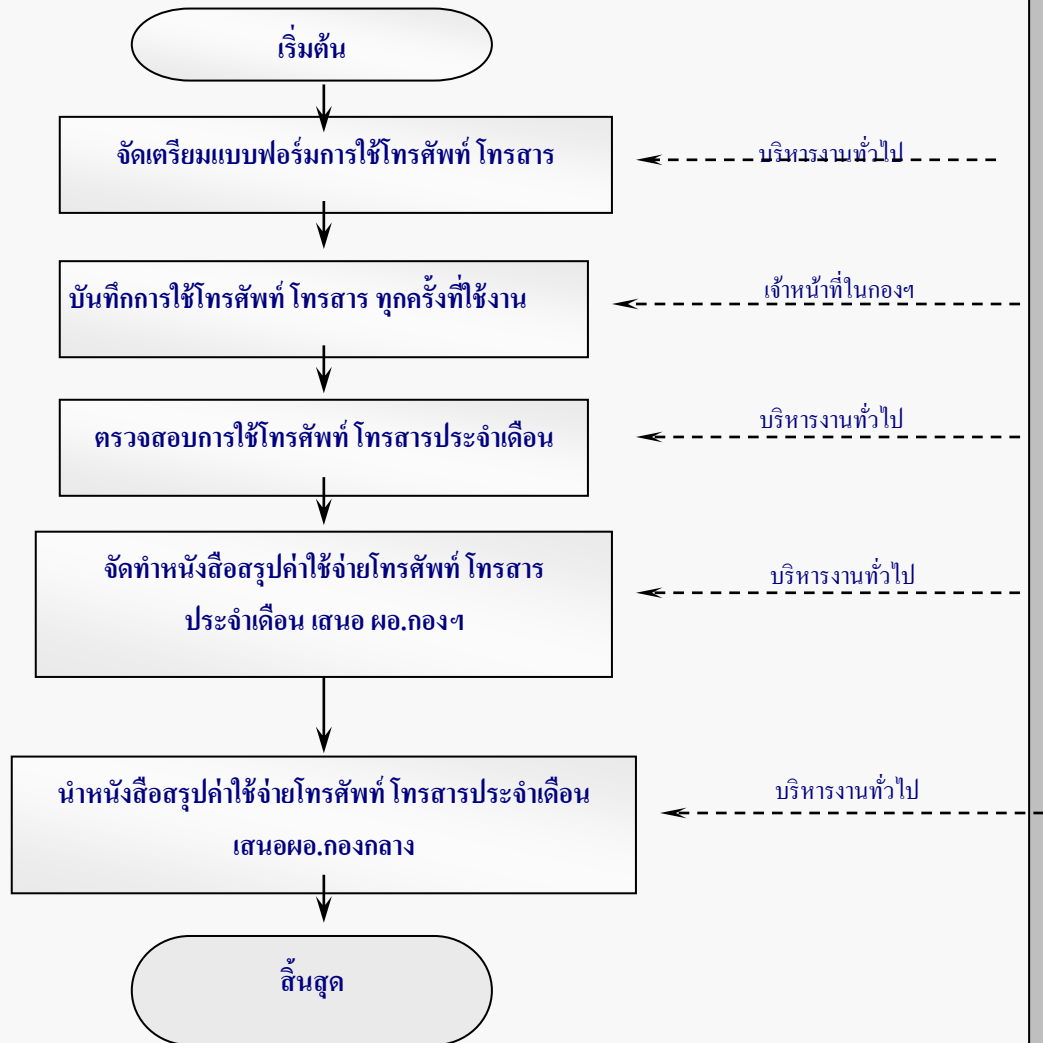 เริ่มต้น
จัดเตรียมแบบฟอร์มการใช้โทรศัพท์ โทรสาร
บริหารงานทั่วไป
บันทึกการใช้โทรศัพท์ โทรสาร ทุกครั้งที่ใช้งาน
เจ้าหน้าที่ในกองฯ
ตรวจสอบการใช้โทรศัพท์ โทรสารประจำเดือน
บริหารงานทั่วไป
จัดทำหนังสือสรุปค่าใช้จ่ายโทรศัพท์ โทรสาร
ประจำเดือน เสนอ ผอ.กองฯ
บริหารงานทั่วไป
นำหนังสือสรุปค่าใช้จ่ายโทรศัพท์ โทรสารประจำเดือน
เสนอผอ.กองกลาง
บริหารงานทั่วไป
สิ้นสุด